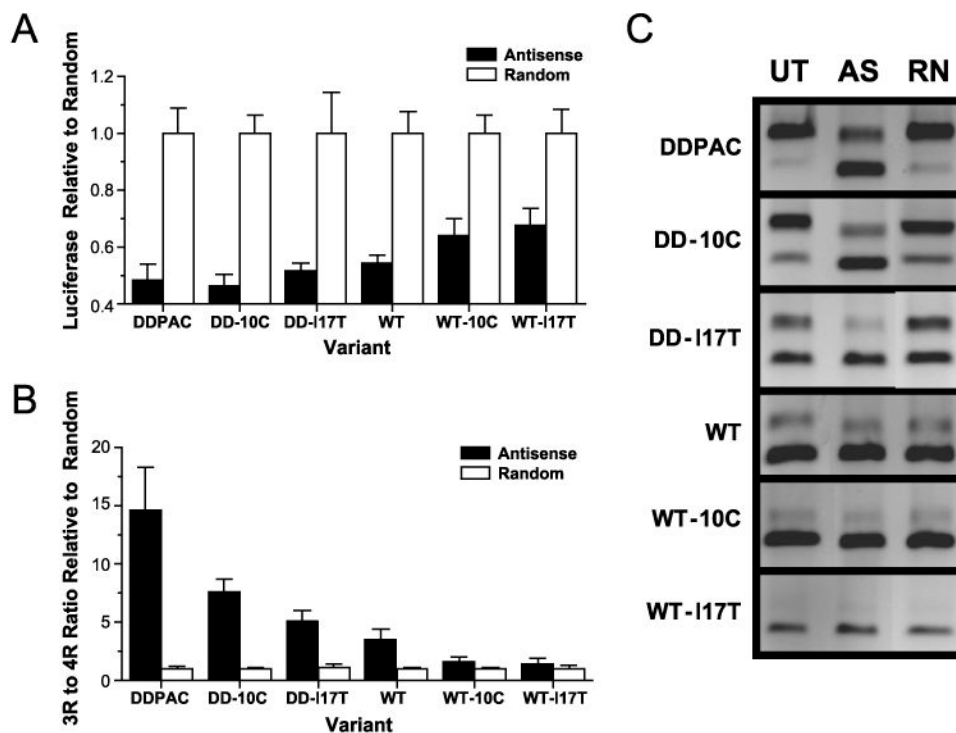 A
Antisense
Random
Luciferase Relative to Random
1.2
1.0
0.8
0.6
0.4
DDPAC DD-10C DD-I17T WT WT-10C WT-I17T
Variant
B
Antisense
Random
3R to 4R Ratio Relative to Random
20
15
10
5
0
DDPAC DD-10C DD-I17T WT WT-10C WT-I17T
Variant
C
UT AS RN
DDPAC
DD-10C
DD-I17T
WT
WT-10C
WT-I17T